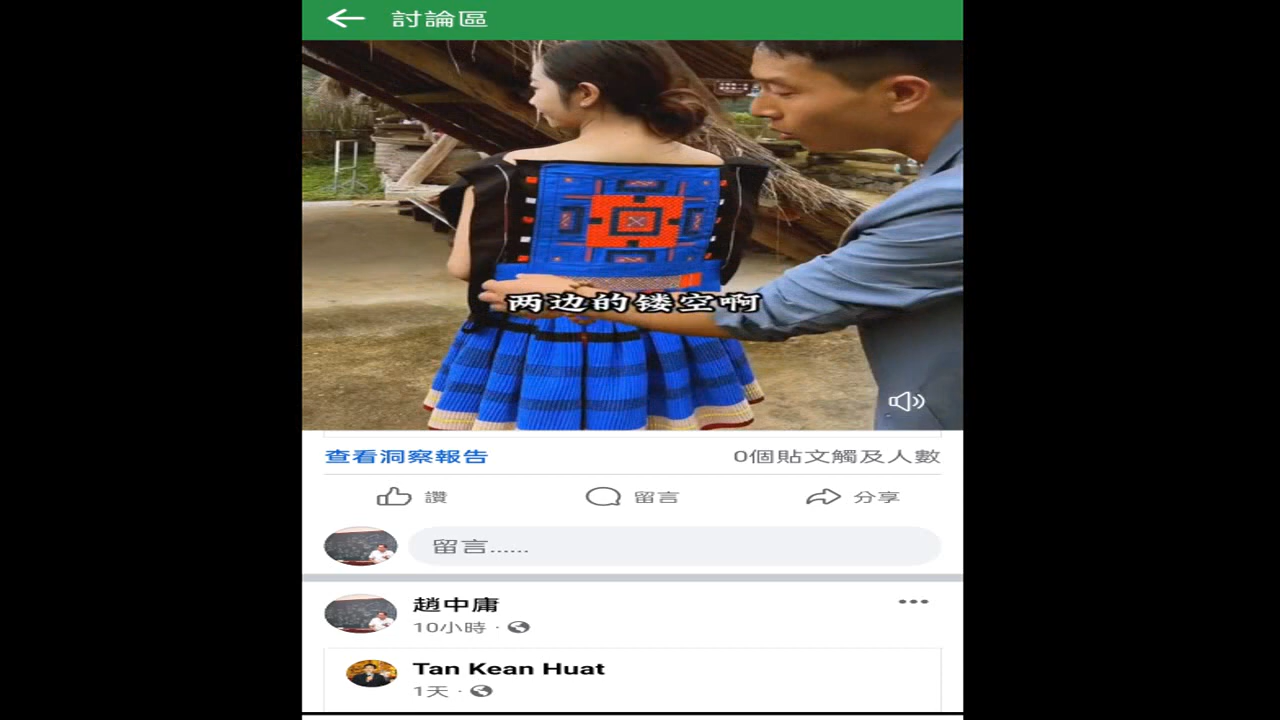 討論區
两边的镂空啊
查看洞察報告
0個貼文觸及人數
讚
留言
分享
留言......
趙中庸
10小時 ·
Tan Kean Huat
1天 ·